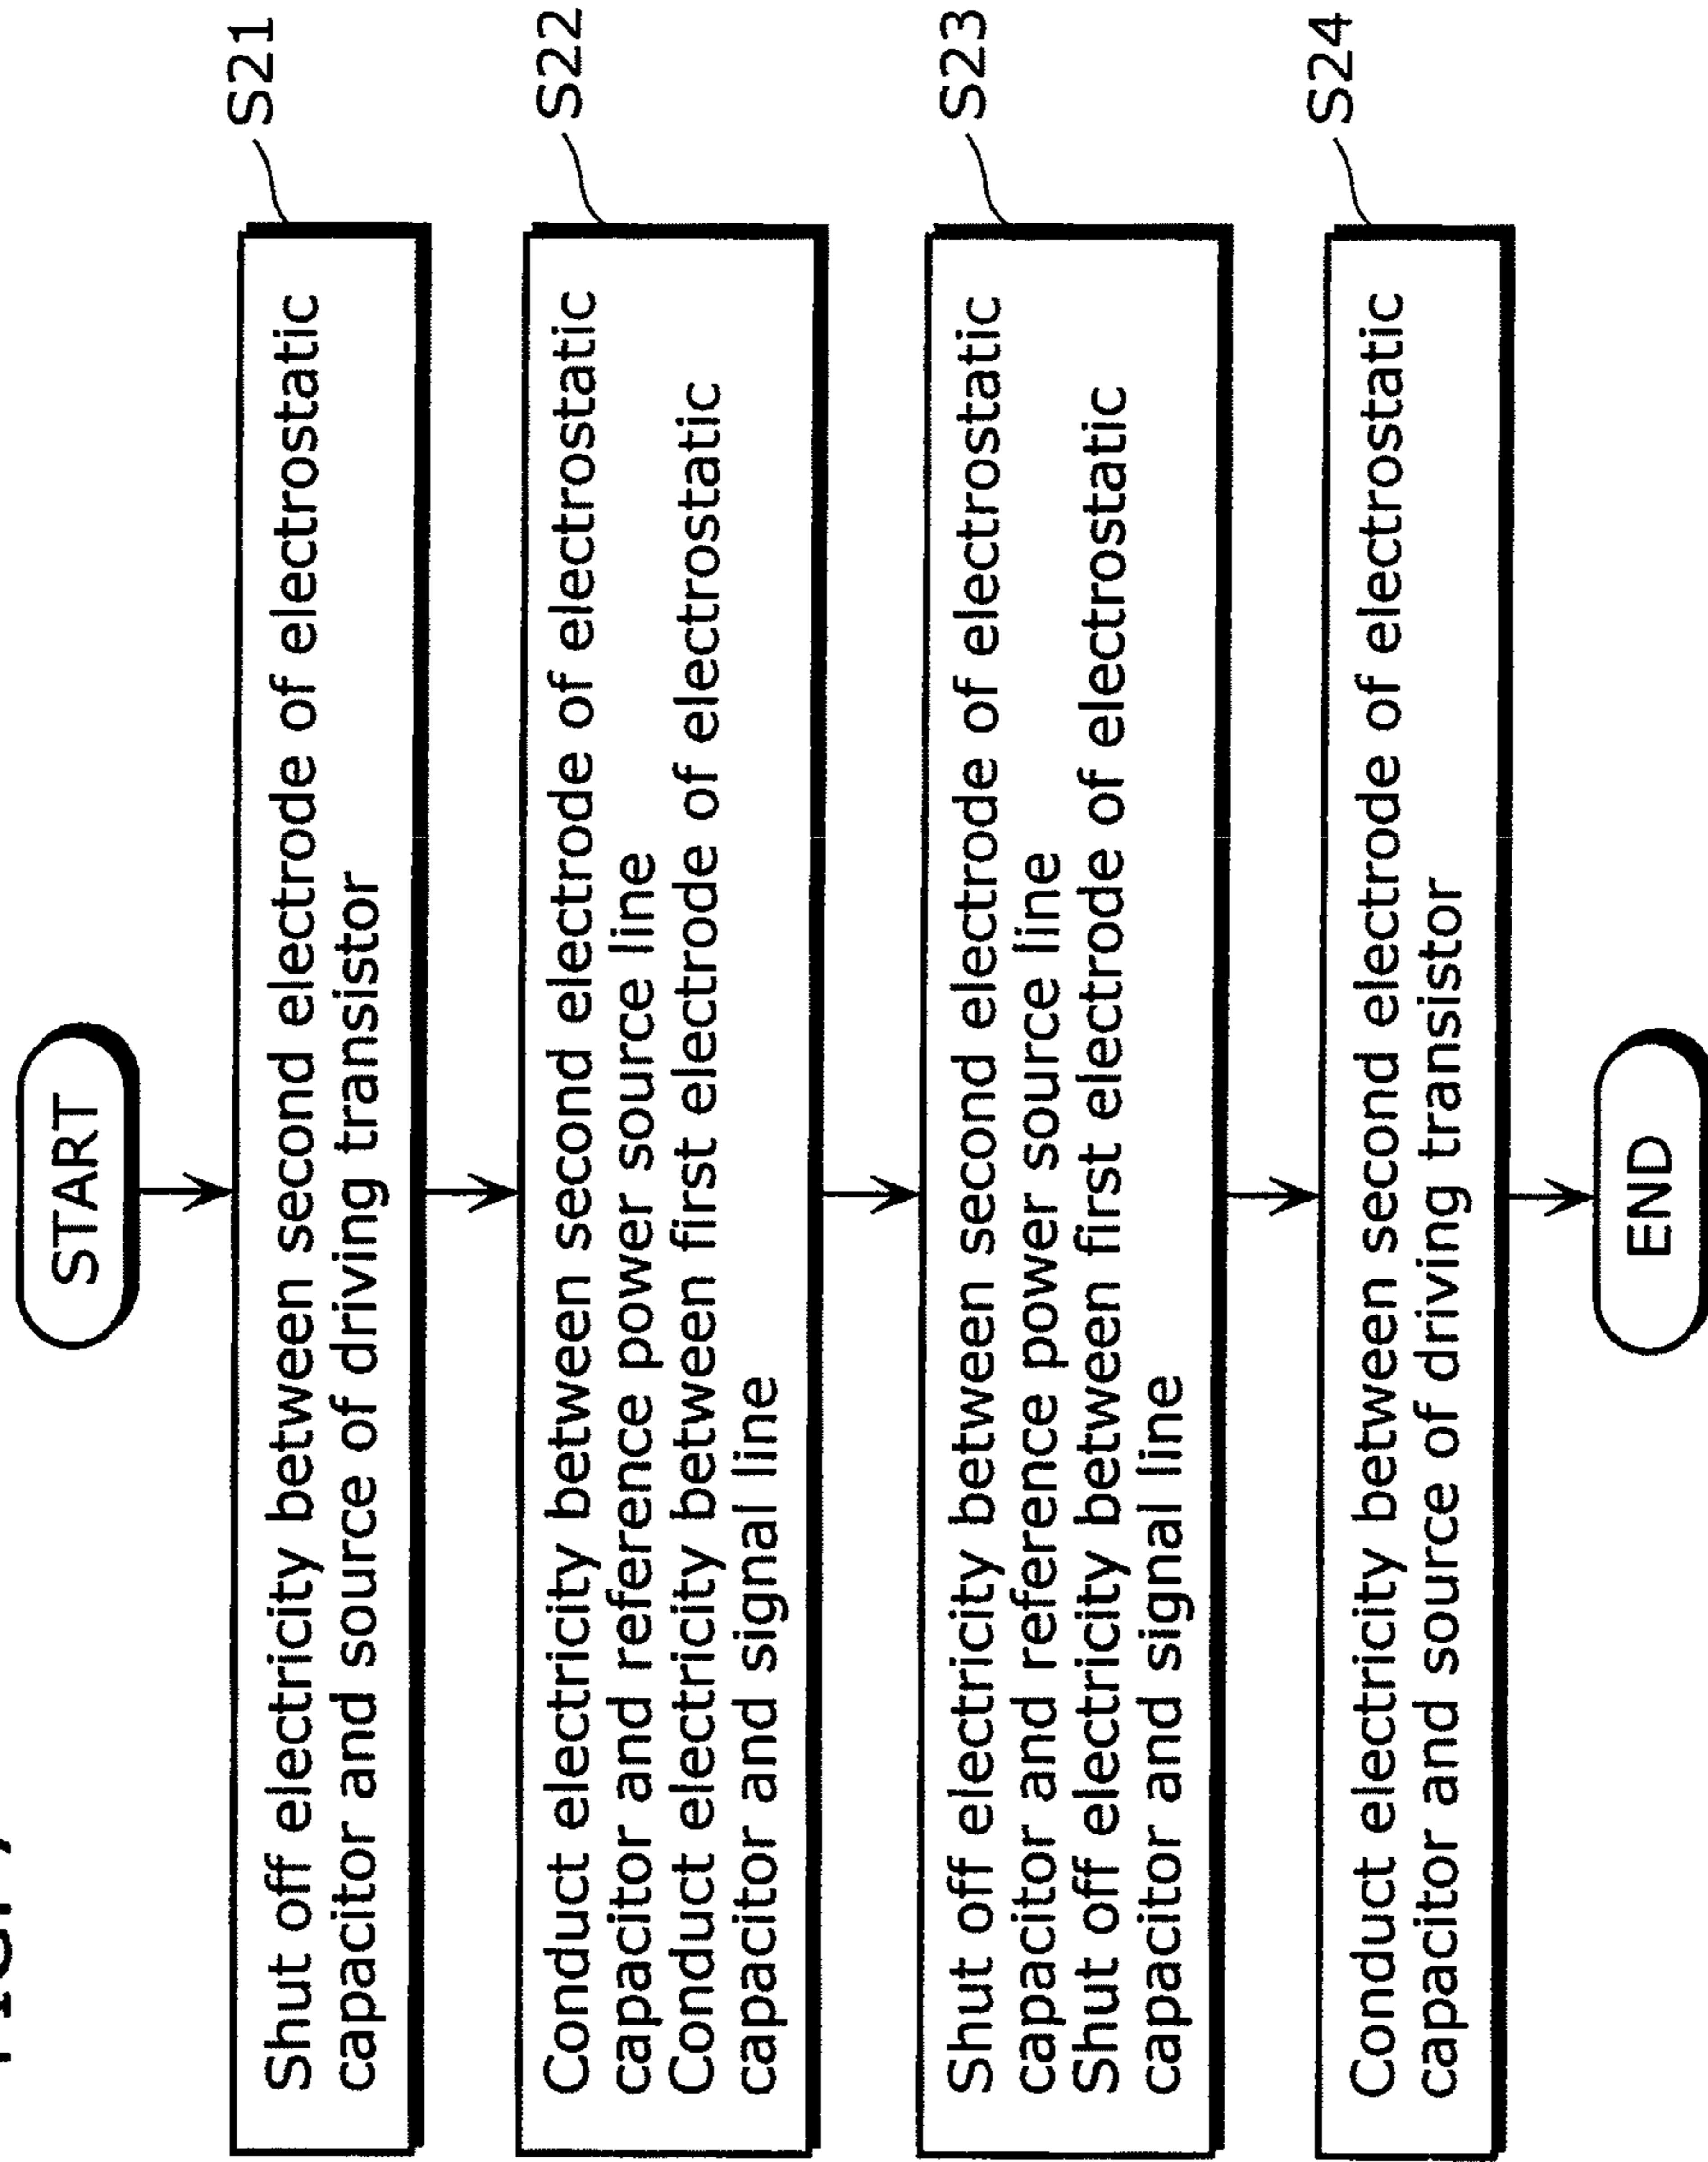 START
S21
Shut off electricity between second electrode of electrostatic
capacitor and source of driving transistor
S22
Conduct electricity between second electrode of electrostatic
capacitor and reference power source line
Conduct electricity between first electrode of electrostatic
capacitor and signal line
S23
Shut off electricity between second electrode of electrostatic
capacitor and reference power source line
Shut off electricity between first electrode of electrostatic
capacitor and signal line
S24
Conduct electricity between second electrode of electrostatic
capacitor and source of driving transistor
END